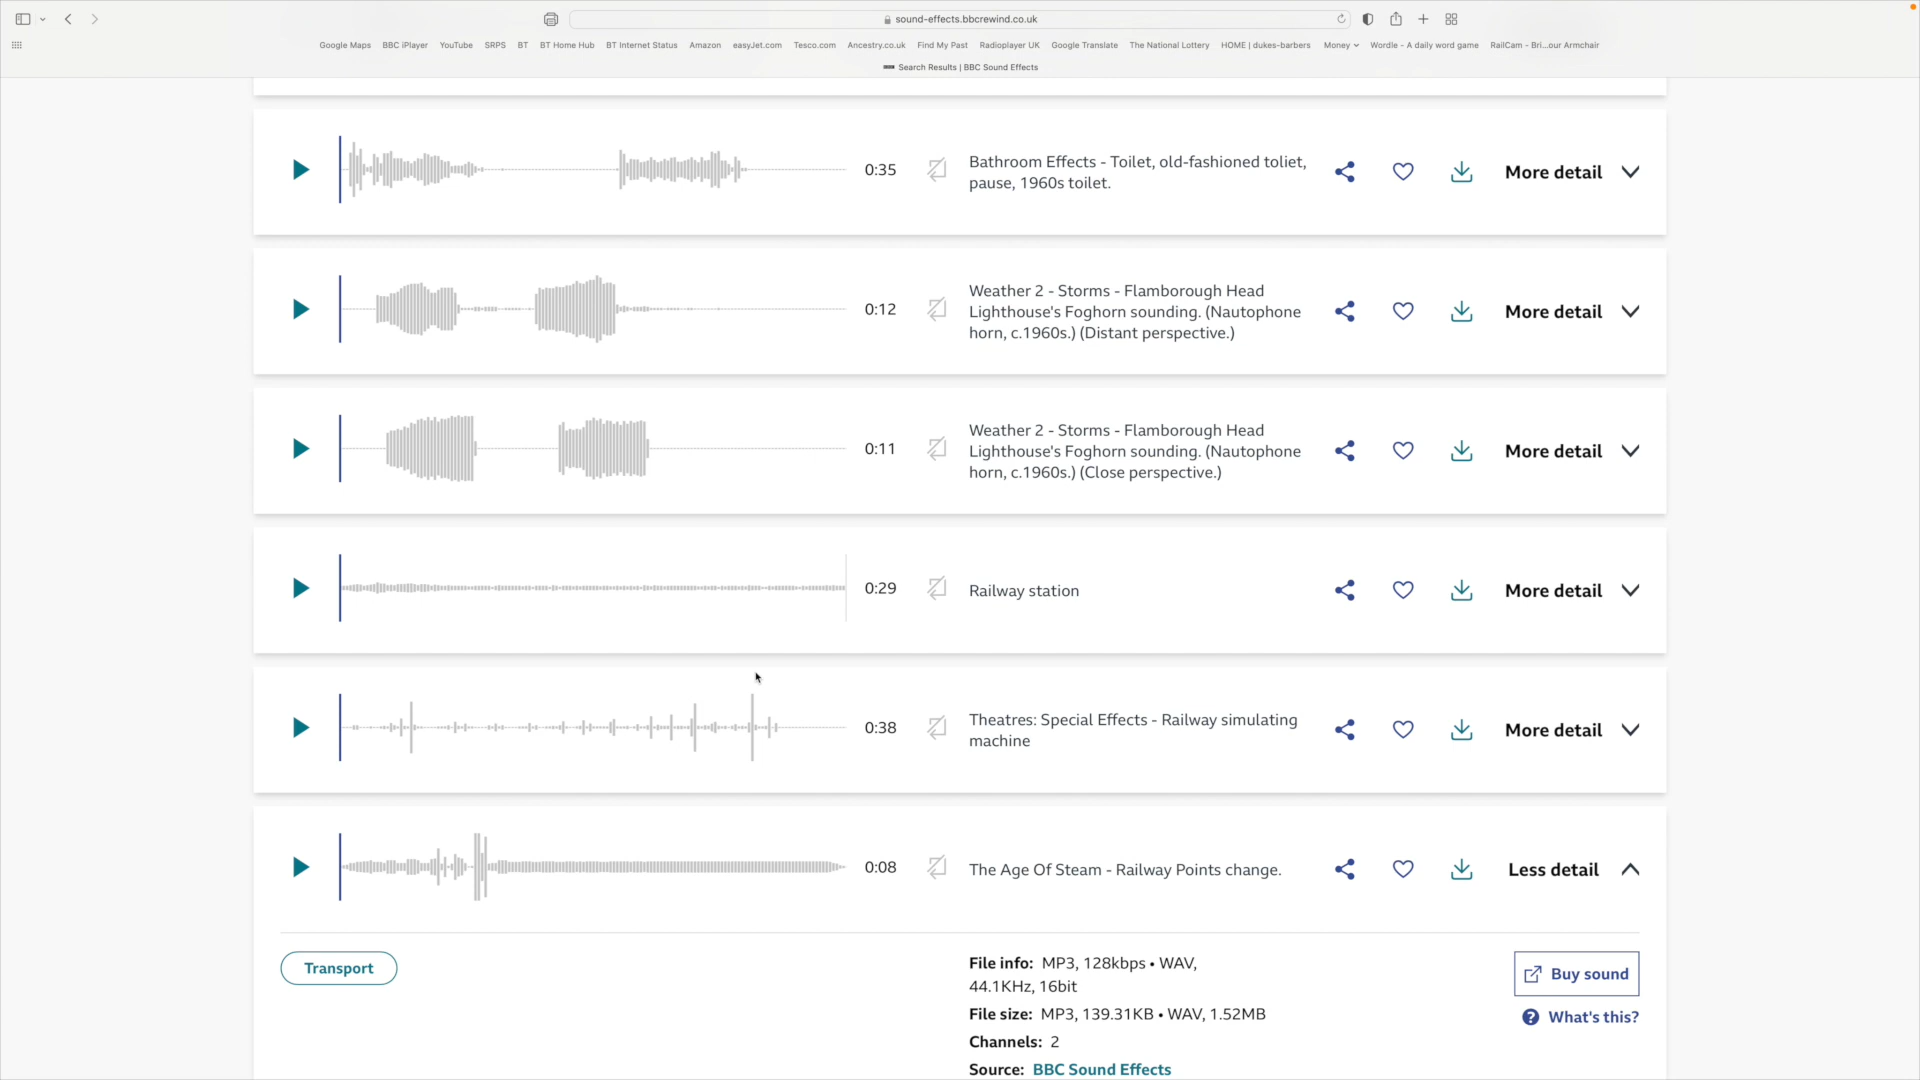 sound-effects.bbcrewind.co.uk
Google Maps BBC iPlayer YouTube SRPS BT BT Home Hub BT Internet Status Amazon easyJet.com Tesco.com Ancestry.co.uk Find My Past Radioplayer UK Google Translate The National Lottery HOME | dukes-barbers Money Wordle - A daily word game RailCam - Bri...our Armchair
Search Results | BBC Sound Effects
0:35 Bathroom Effects - Toilet, old-fashioned toliet, More detail
pause, 1960s toilet.
Weather 2 - Storms - Flamborough Head
0:12 Lighthouse's Foghorn sounding. (Nautophone More detail
horn, c.1960s.) (Distant perspective.)
Weather 2 - Storms - Flamborough Head
0:11 Lighthouse's Foghorn sounding. (Nautophone More detail
horn, c.1960s.) (Close perspective.)
0:29 Railway station More detail
0:38 Theatres: Special Effects - Railway simulating More detail
machine
0:08 The Age Of Steam - Railway Points change. Less detail
Transport File info: MP3, 128kbps • WAV, Buy sound
44.1KHz, 16bit
File size: MP3, 139.31KB • WAV, 1.52MB ? What's this?
Channels: 2
Source: BBC Sound Effects